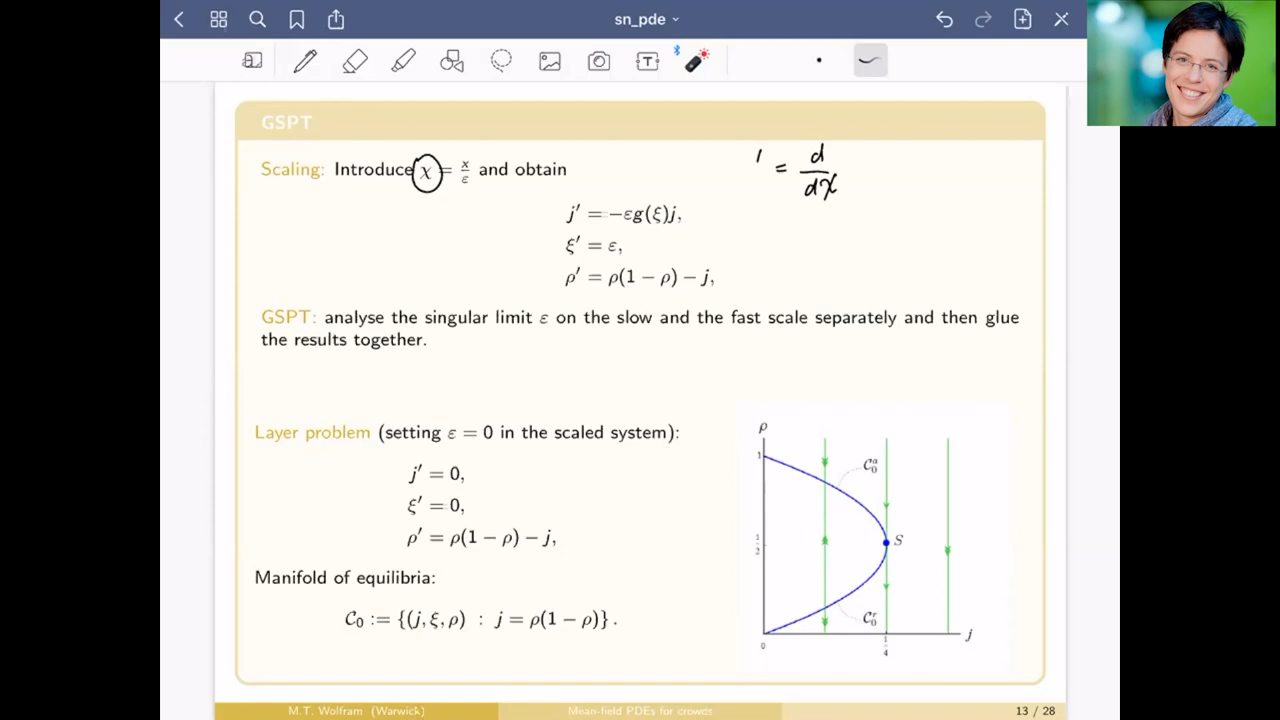 sn_pde
GSPT
Scaling: Introduce χ = x/ε and obtain
' = d/dχ
j′ = −εg(ξ)j,
ξ′ = ε,
ρ′ = ρ(1 − ρ) − j,
GSPT: analyse the singular limit ε on the slow and the fast scale separately and then glue
the results together.
Layer problem (setting ε = 0 in the scaled system):
j′ = 0,
ξ′ = 0,
ρ′ = ρ(1 − ρ) − j,
Manifold of equilibria:
𝒞₀ := {(j, ξ, ρ) : j = ρ(1 − ρ)} .
ρ
1
𝒞₀ᵃ
1/2
S
𝒞₀ʳ
j
0
1/4
M.T. Wolfram (Warwick) Mean-field PDEs for crowds 13 / 28